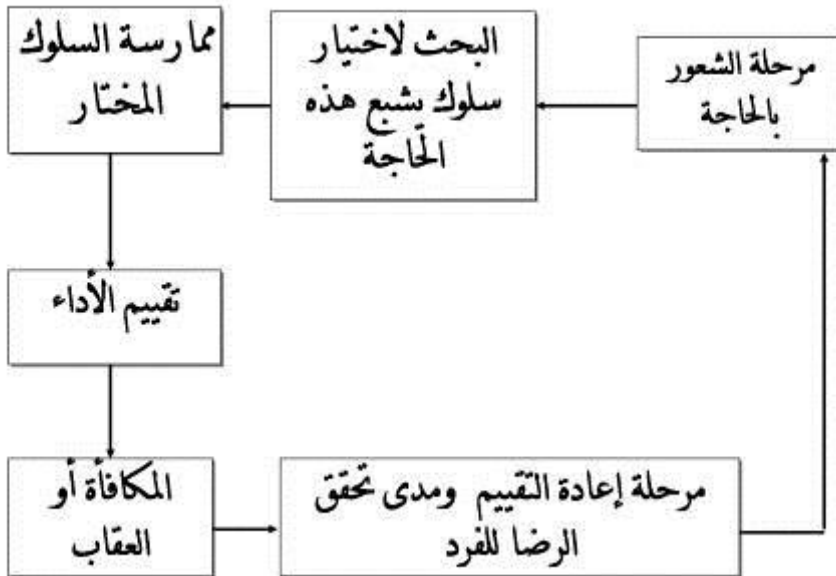 مرحلة الشعور
بالحاجة
البحث لاختيار
سلوك يشبع هذه
الحاجة
ممارسة السلوك
المختار
تقييم الأداء
المكافأة أو
العقاب
مرحلة إعادة التقييم ومدى تحقق
الرضا للفرد